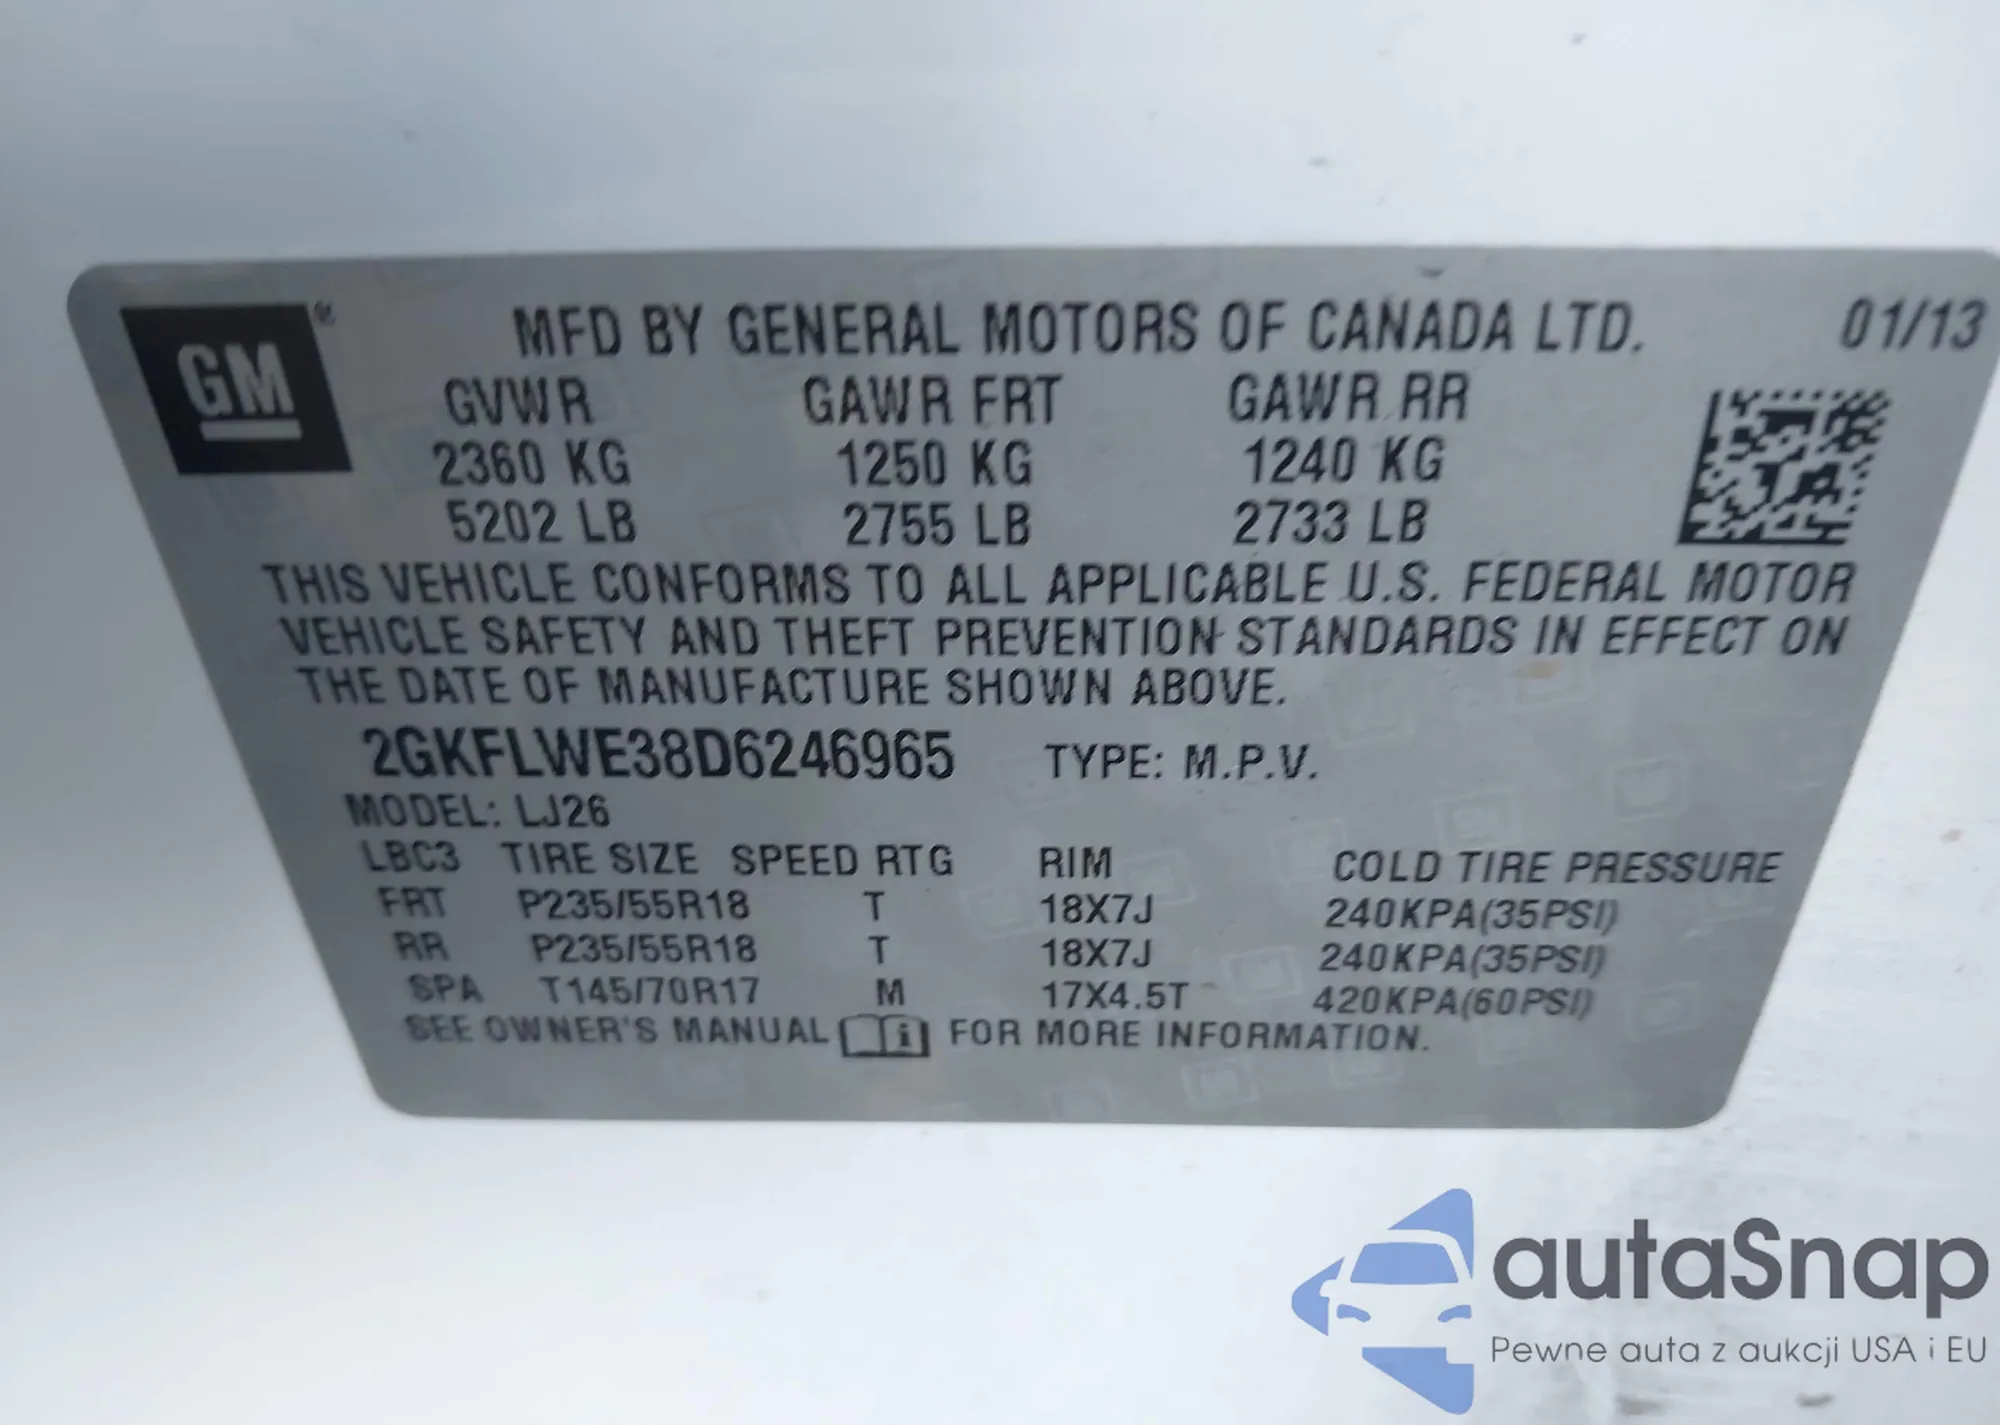 GM ® MFD BY GENERAL MOTORS OF CANADA LTD. 01/13
GVWR GAWR FRT GAWR RR
2360 KG 1250 KG 1240 KG
5202 LB 2755 LB 2733 LB
THIS VEHICLE CONFORMS TO ALL APPLICABLE U.S. FEDERAL MOTOR
VEHICLE SAFETY AND THEFT PREVENTION STANDARDS IN EFFECT ON
THE DATE OF MANUFACTURE SHOWN ABOVE.
2GKFLWE38D6246965 TYPE: M.P.V.
MODEL: LJ26
LBC3 TIRE SIZE SPEED RTG RIM COLD TIRE PRESSURE
FRT P235/55R18 T 18X7J 240KPA(35PSI)
RR P235/55R18 T 18X7J 240KPA(35PSI)
SPA T145/70R17 M 17X4.5T 420KPA(60PSI)
SEE OWNER'S MANUAL i FOR MORE INFORMATION.
autaSnap
Pewne auta z aukcji USA i EU